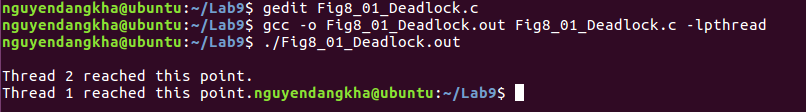 nguyendangkha@ubuntu:~/Lab9$ gedit Fig8_01_Deadlock.c
nguyendangkha@ubuntu:~/Lab9$ gcc -o Fig8_01_Deadlock.out Fig8_01_Deadlock.c -lpthread
nguyendangkha@ubuntu:~/Lab9$ ./Fig8_01_Deadlock.out
Thread 2 reached this point.
Thread 1 reached this point.nguyendangkha@ubuntu:~/Lab9$